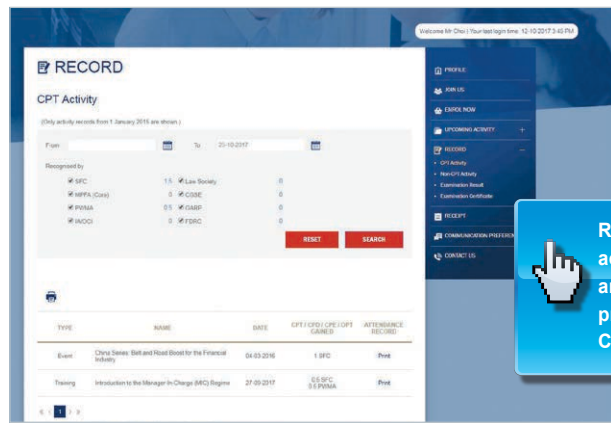 Welcome Mr Choi | Your last login time: 12-10-2017 3:40 PM
RECORD
CPT Activity
(Only activity records from 1 January 2015 are shown )
From To 25-10-2017
Recognised by
SFC 1.5 Law Society 0
MPFA (Core) 0 CGSE 0
PWMA 0.5 GARP 0
IA/OCI 0 FDRC 0
RESET SEARCH
TYPE NAME DATE CPT / CPD / CPE / OPT GAINED ATTENDANCE RECORD
Event China Series: Belt and Road Boost for the Financial Industry 04-03-2016 1 SFC Print
Training Introduction to the Manager-In-Charge (MIC) Regime 27-09-2017 0.5 SFC 0.5 PWMA Print
1
PROFILE
JOIN US
ENROL NOW
UPCOMING ACTIVITY +
RECORD –
CPT Activity
Non-CPT Activity
Examination Result
Examination Certificate
RECEIPT
COMMUNICATION PREFEREN
CONTACT US
R
a
a
p
C